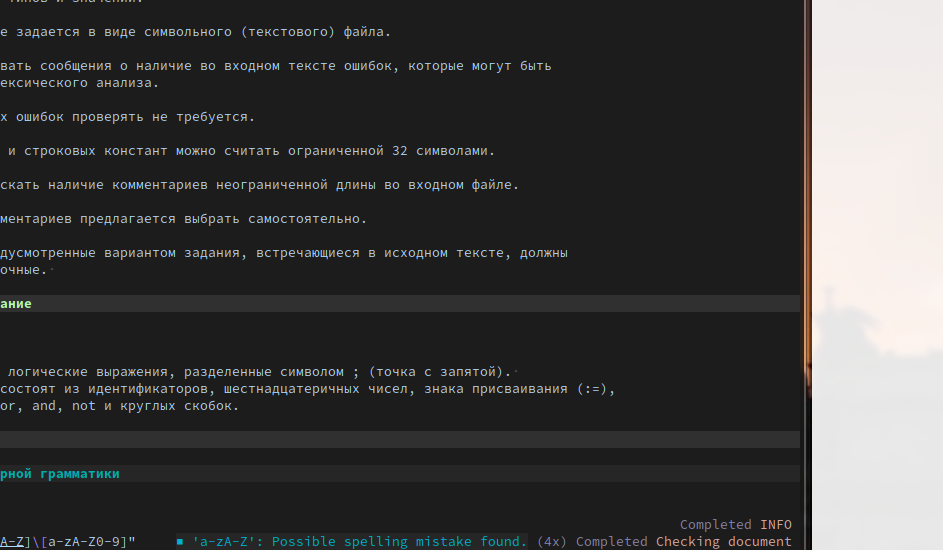 типов и значений.
е задается в виде символьного (текстового) файла.
вать сообщения о наличие во входном тексте ошибок, которые могут быть
ексического анализа.
х ошибок проверять не требуется.
и строковых констант можно считать ограниченной 32 символами.
скать наличие комментариев неограниченной длины во входном файле.
ментариев предлагается выбрать самостоятельно.
дусмотренные вариантом задания, встречающиеся в исходном тексте, должны
очные.
ание
логические выражения, разделенные символом ; (точка с запятой).
состоят из идентификаторов, шестнадцатеричных чисел, знака присваивания (:=),
or, and, not и круглых скобок.
рной грамматики
Completed INFO
A-Z]\[a-zA-Z0-9]" ■ 'a-zA-Z': Possible spelling mistake found. (4x) Completed Checking document